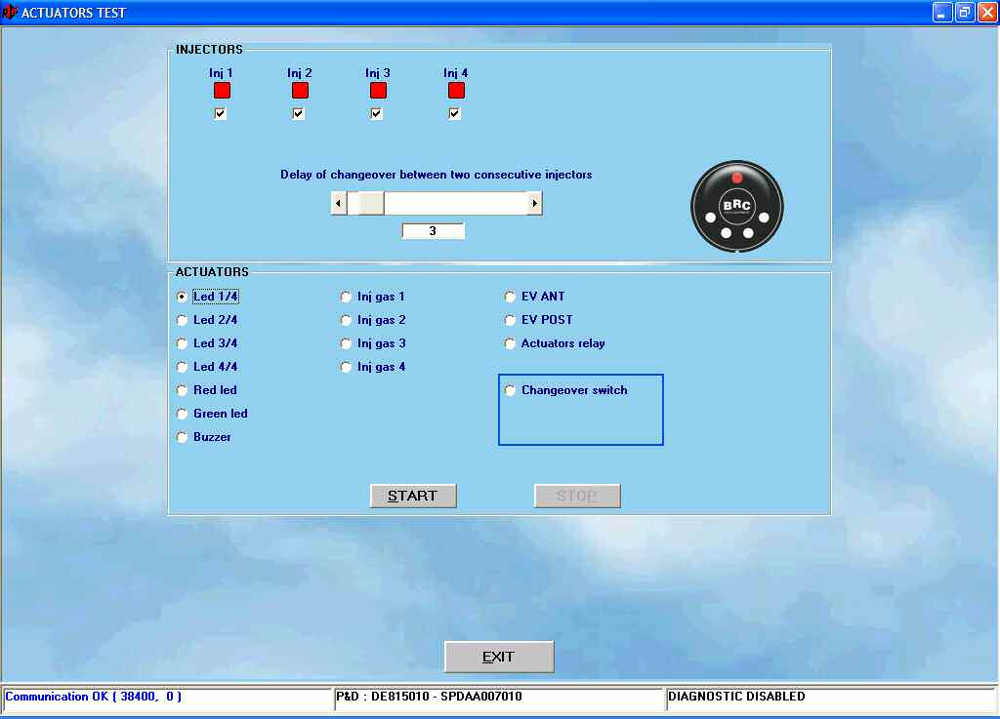 ACTUATORS TEST
INJECTORS
Inj 1 Inj 2 Inj 3 Inj 4
Delay of changeover between two consecutive injectors
3
BRC
ACTUATORS
Led 1/4 Inj gas 1 EV ANT
Led 2/4 Inj gas 2 EV POST
Led 3/4 Inj gas 3 Actuators relay
Led 4/4 Inj gas 4
Red led Changeover switch
Green led
Buzzer
START STOP
EXIT
Communication OK ( 38400, 0 ) P&D : DE815010 - SPDAA007010 DIAGNOSTIC DISABLED